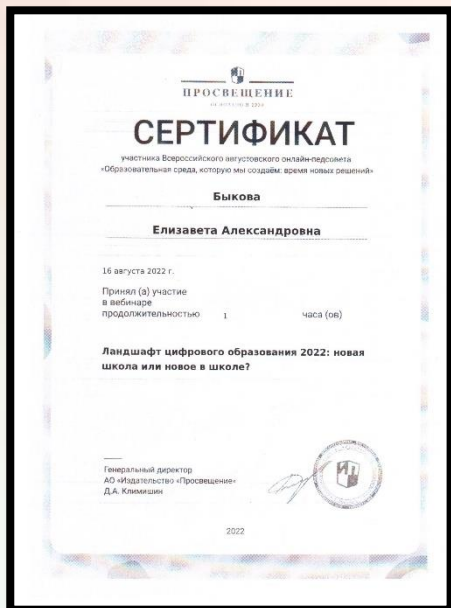 ПРОСВЕЩЕНИЕ
СЕРТИФИКАТ
участника Всероссийского августовского онлайн-педсовета
«Образовательная среда, которую мы создаём: время новых решений»
Быкова
Елизавета Александровна
16 августа 2022 г.
Принял (а) участие
в вебинаре
продолжительностью 1 часа (ов)
Ландшафт цифрового образования 2022: новая
школа или новое в школе?
Генеральный директор
АО «Издательство «Просвещение»
Д.А. Климишин
2022